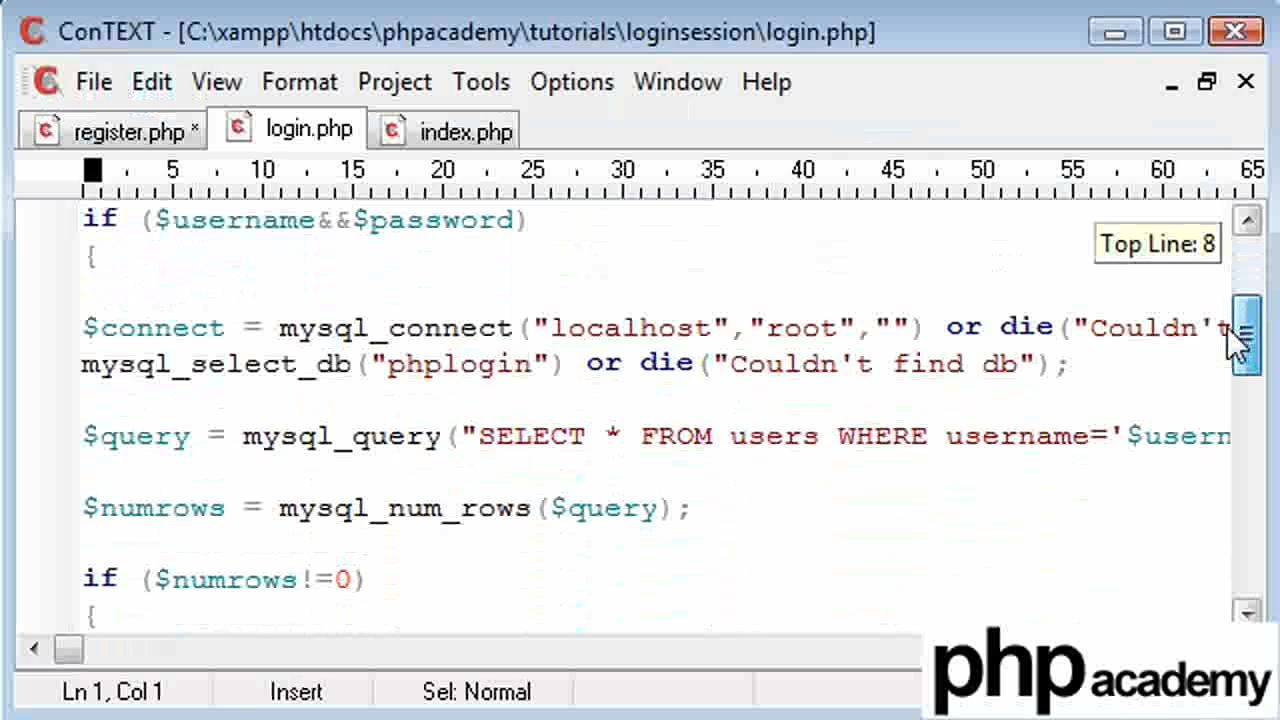 ConTEXT - [C:\xampp\htdocs\phpacademy\tutorials\loginsession\login.php]
File Edit View Format Project Tools Options Window Help
register.php * login.php index.php
5 10 15 20 25 30 35 40 45 50 55 60 65
if ($username&&$password)
Top Line: 8
{
$connect = mysql_connect("localhost","root","") or die("Couldn't
mysql_select_db("phplogin") or die("Couldn't find db");
$query = mysql_query("SELECT * FROM users WHERE username='$usern
$numrows = mysql_num_rows($query);
if ($numrows!=0)
{
Ln 1, Col 1 Insert Sel: Normal
php academy